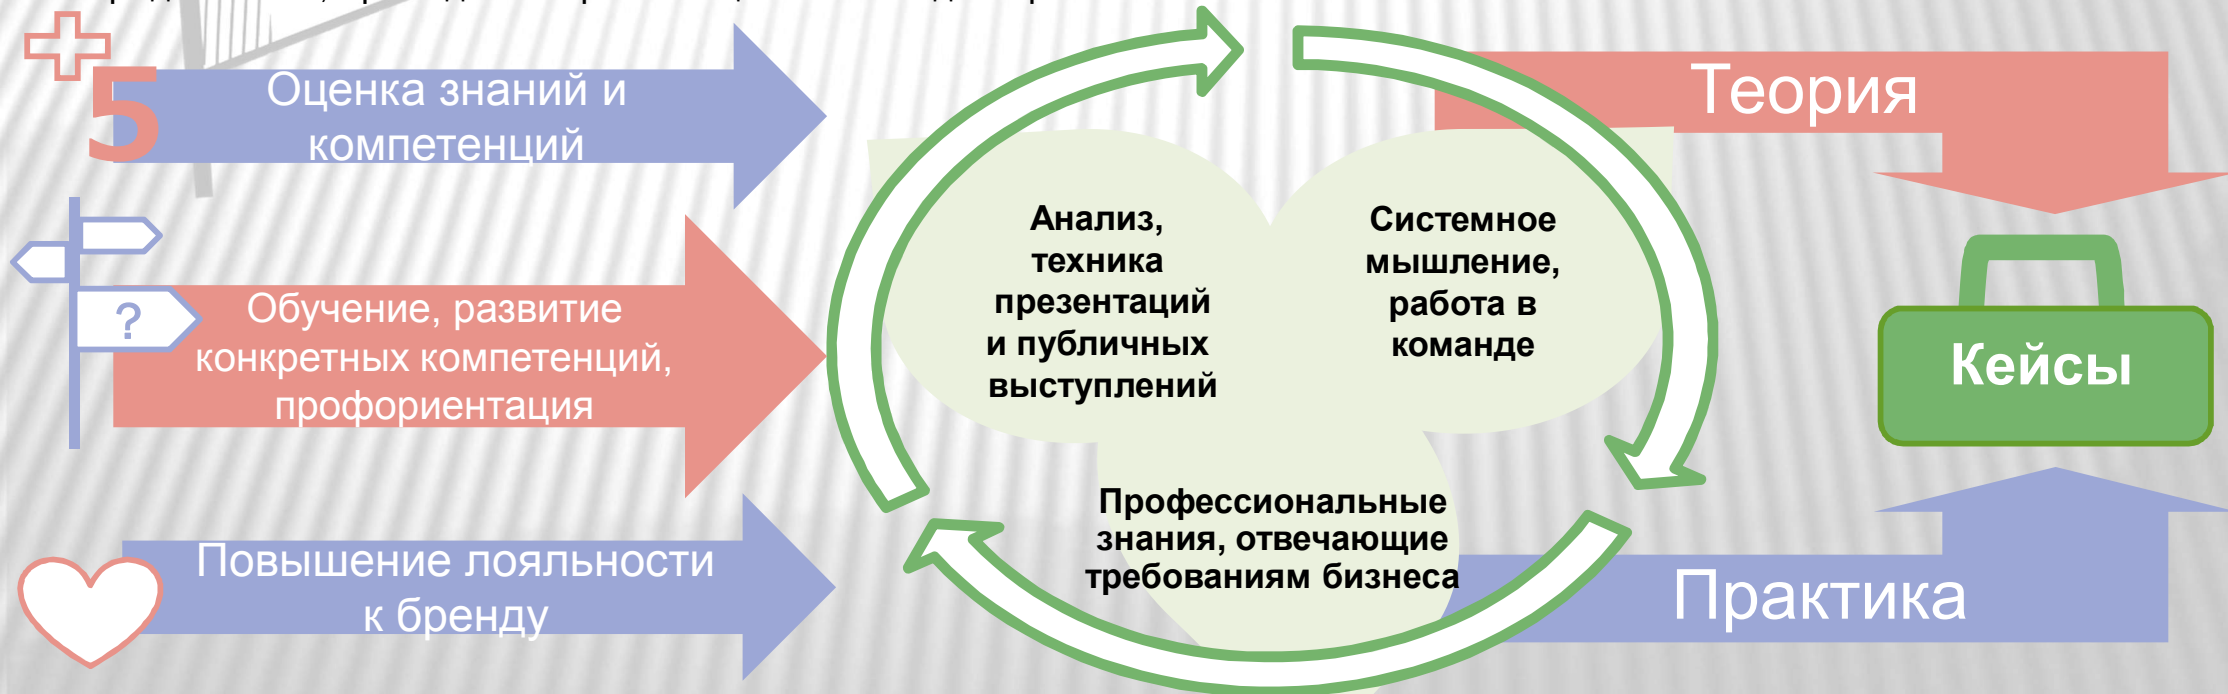 5
Оценка знаний и
компетенций
?
Обучение, развитие
конкретных компетенций,
профориентация
Повышение лояльности
к бренду
Анализ,
техника
презентаций
и публичных
выступлений
Системное
мышление,
работа в
команде
Профессиональные
знания, отвечающие
требованиям бизнеса
Теория
Кейсы
Практика